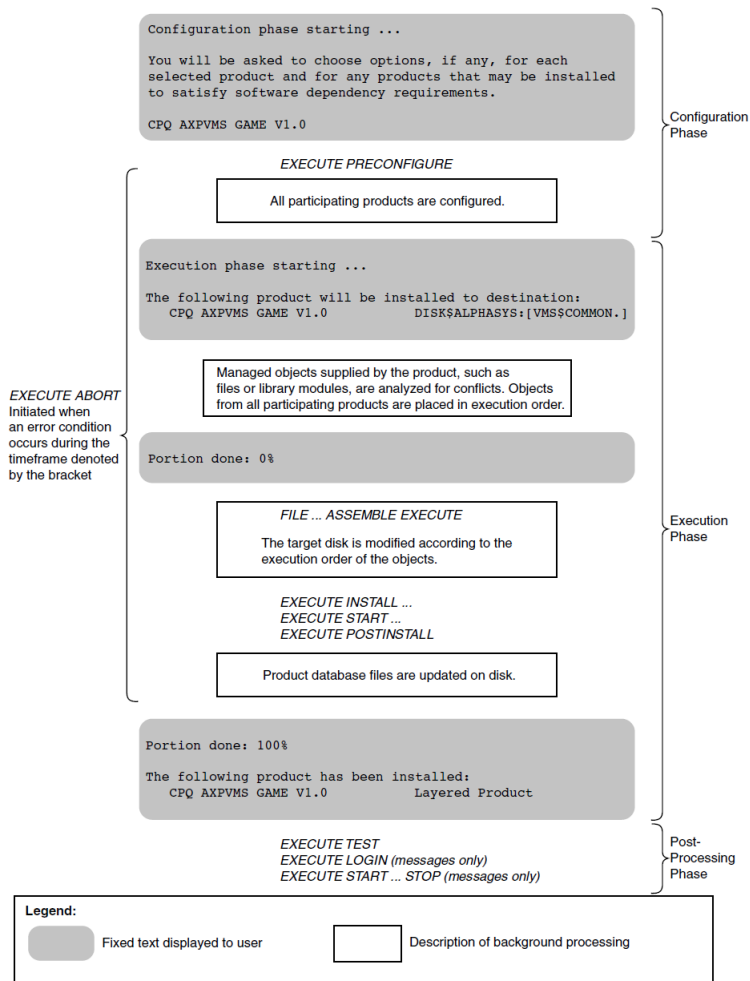 Configuration phase starting ...
You will be asked to choose options, if any, for each
selected product and for any products that may be installed
to satisfy software dependency requirements.
CPQ AXPVMS GAME V1.0
Configuration
Phase
EXECUTE PRECONFIGURE
All participating products are configured.
Execution phase starting ...
The following product will be installed to destination:
CPQ AXPVMS GAME V1.0 DISK$ALPHASYS:[VMS$COMMON.]
Managed objects supplied by the product, such as
files or library modules, are analyzed for conflicts. Objects
from all participating products are placed in execution order.
EXECUTE ABORT
Initiated when
an error condition
occurs during the
timeframe denoted
by the bracket
Portion done: 0%
FILE ... ASSEMBLE EXECUTE
The target disk is modified according to the
execution order of the objects.
Execution
Phase
EXECUTE INSTALL ...
EXECUTE START ...
EXECUTE POSTINSTALL
Product database files are updated on disk.
Portion done: 100%
The following product has been installed:
CPQ AXPVMS GAME V1.0 Layered Product
EXECUTE TEST
EXECUTE LOGIN (messages only)
EXECUTE START ... STOP (messages only)
Post-
Processing
Phase
Legend:
Fixed text displayed to user
Description of background processing